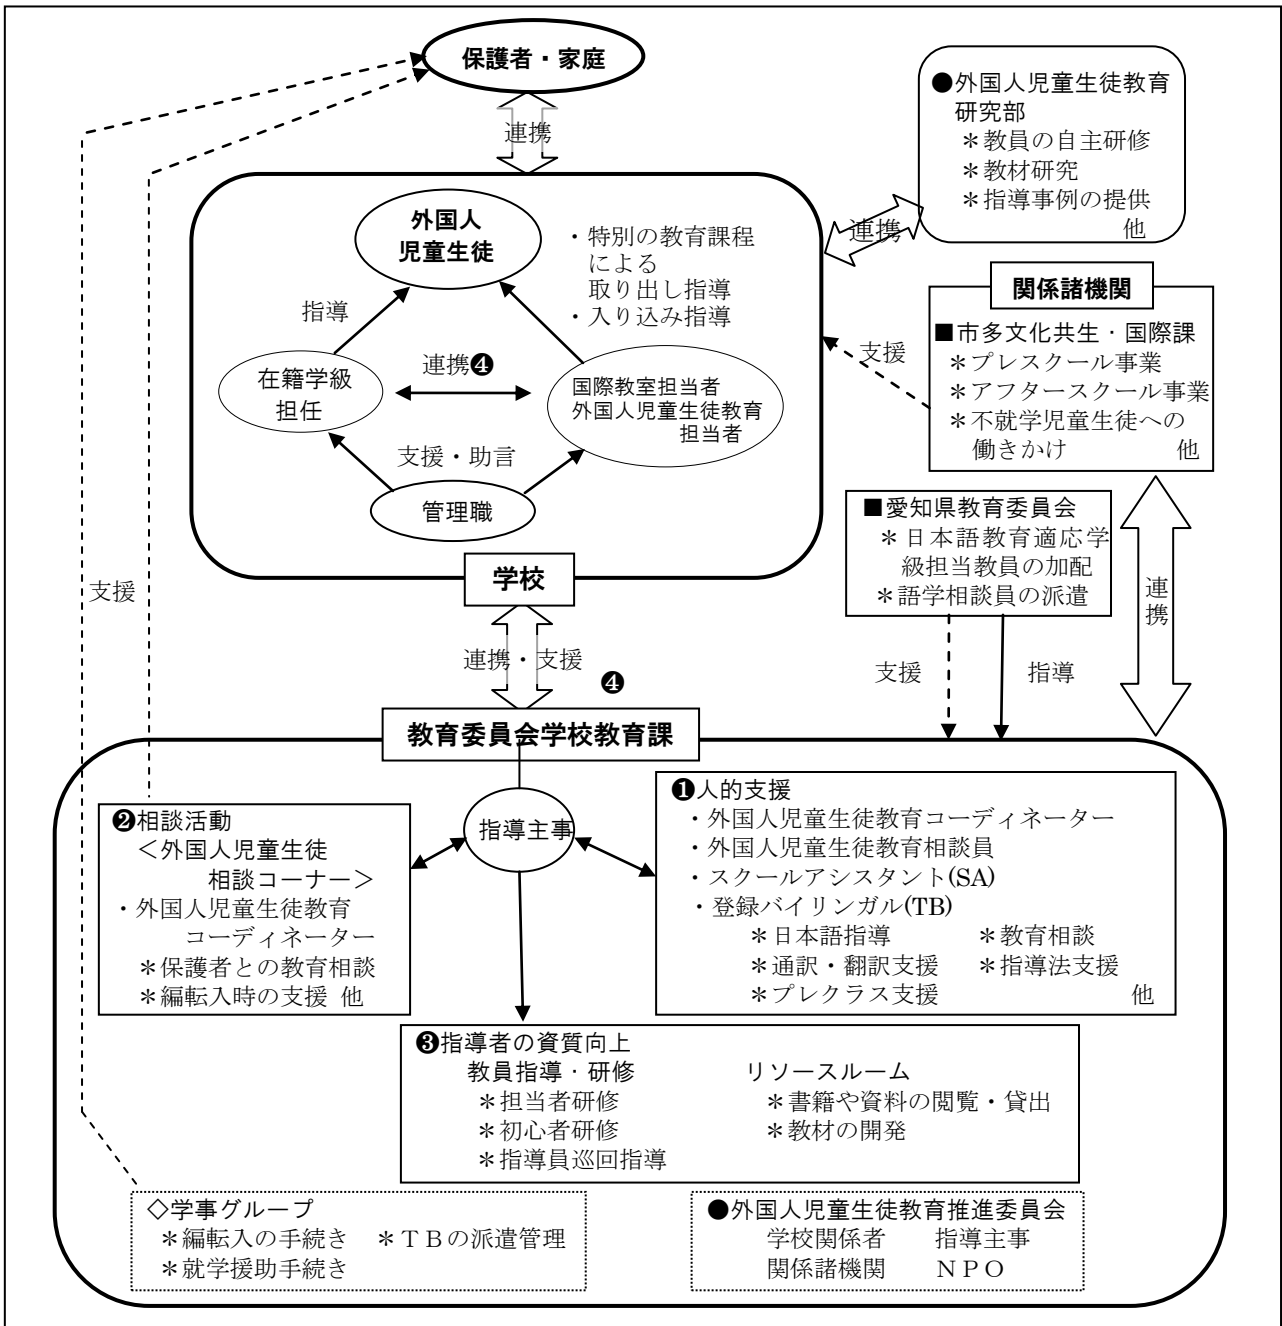 保護者・家庭
連携
●外国人児童生徒教育
研究部
＊教員の自主研修
＊教材研究
＊指導事例の提供
他
連携
外国人
児童生徒
・特別の教育課程
による
取り出し指導
・入り込み指導
指導
連携❹
在籍学級
担任
国際教室担当者
外国人児童生徒教育
担当者
支援・助言
管理職
学校
関係諸機関
■市多文化共生・国際課
＊プレスクール事業
＊アフタースクール事業
＊不就学児童生徒への
働きかけ　　　　他
支援
■愛知県教育委員会
＊日本語教育適応学
級担当教員の加配
＊語学相談員の派遣
連携
支援
指導
支援
連携・支援
❹
教育委員会学校教育課
指導主事
❷相談活動
＜外国人児童生徒
相談コーナー＞
・外国人児童生徒教育
コーディネーター
＊保護者との教育相談
＊編転入時の支援 他
❶人的支援
・外国人児童生徒教育コーディネーター
・外国人児童生徒教育相談員
・スクールアシスタント(SA)
・登録バイリンガル(TB)
＊日本語指導　　　＊教育相談
＊通訳・翻訳支援　＊指導法支援
＊プレクラス支援　　　　　　　他
❸指導者の資質向上
教員指導・研修　　　リソースルーム
＊担当者研修　　　　＊書籍や資料の閲覧・貸出
＊初心者研修　　　　＊教材の開発
＊指導員巡回指導
◇学事グループ
＊編転入の手続き　＊ＴＢの派遣管理
＊就学援助手続き
●外国人児童生徒教育推進委員会
学校関係者　　指導主事
関係諸機関　　ＮＰＯ